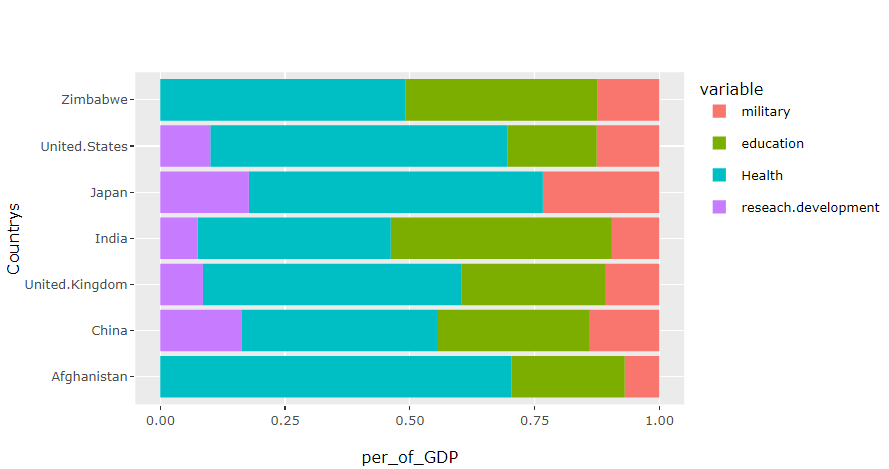 variable
military
education
Health
reseach.development
Countrys
Zimbabwe
United.States
Japan
India
United.Kingdom
China
Afghanistan
0.00 0.25 0.50 0.75 1.00
per_of_GDP